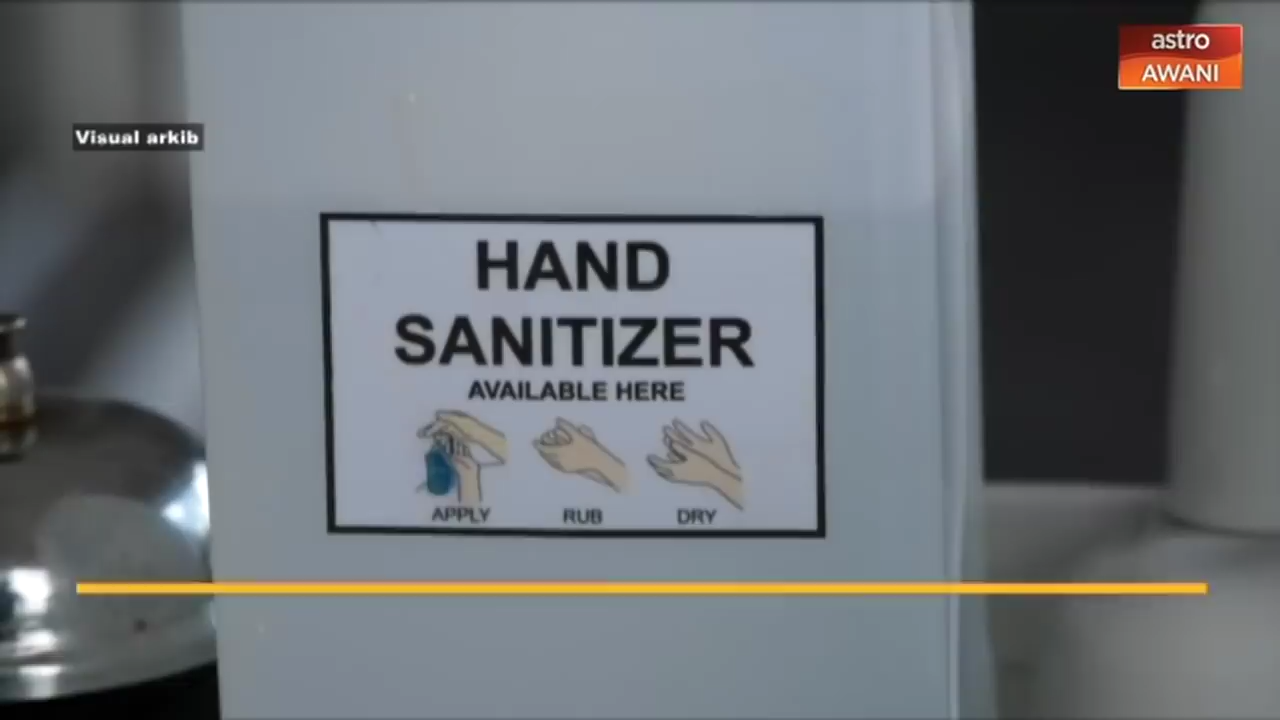 astro
AWANI
Visual arkib
HAND
SANITIZER
AVAILABLE HERE
APPLY RUB DRY